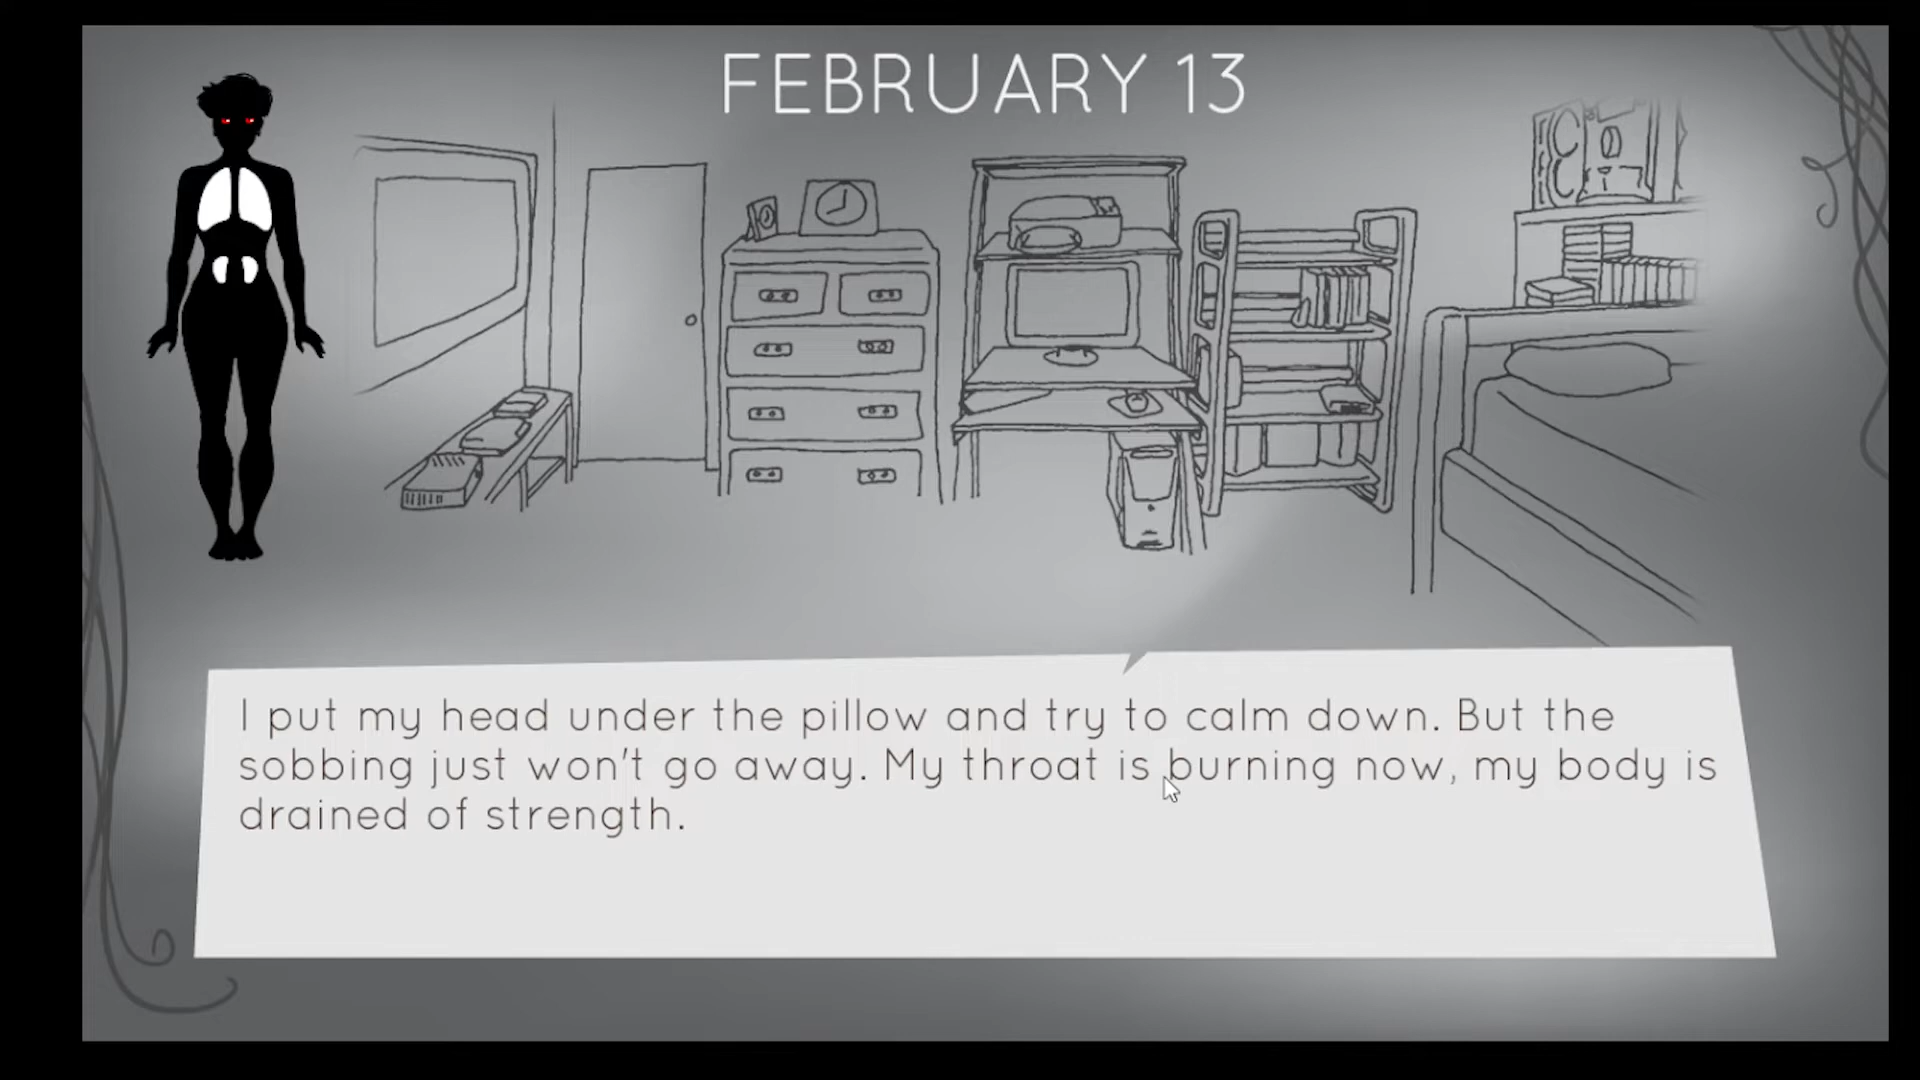 FEBRUARY 13
I put my head under the pillow and try to calm down. But the
sobbing just won't go away. My throat is burning now, my body is
drained of strength.